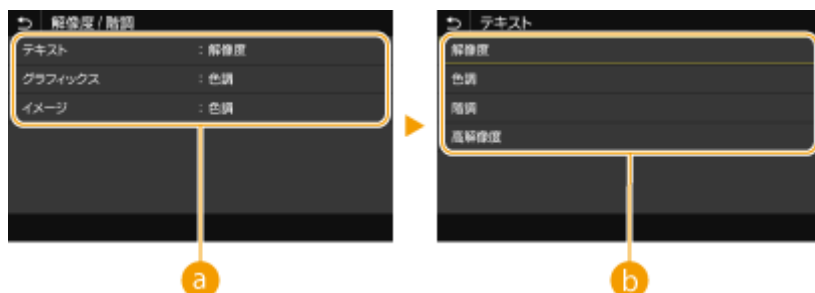 解像度 / 階調
テキスト : 解像度
グラフィックス : 色調
イメージ : 色調
a
テキスト
解像度
色調
階調
高解像度
b